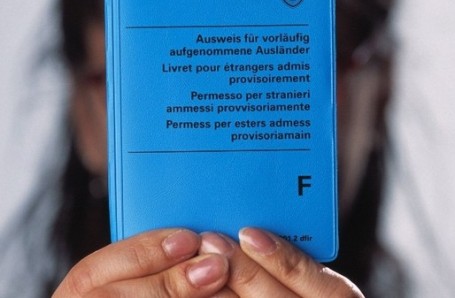 Ausweis für vorläufig
aufgenommene Ausländer
Livret pour étrangers admis
provisoirement
Permesso per stranieri
ammessi provvisoriamente
Permess per esters admess
provisoriamain
F